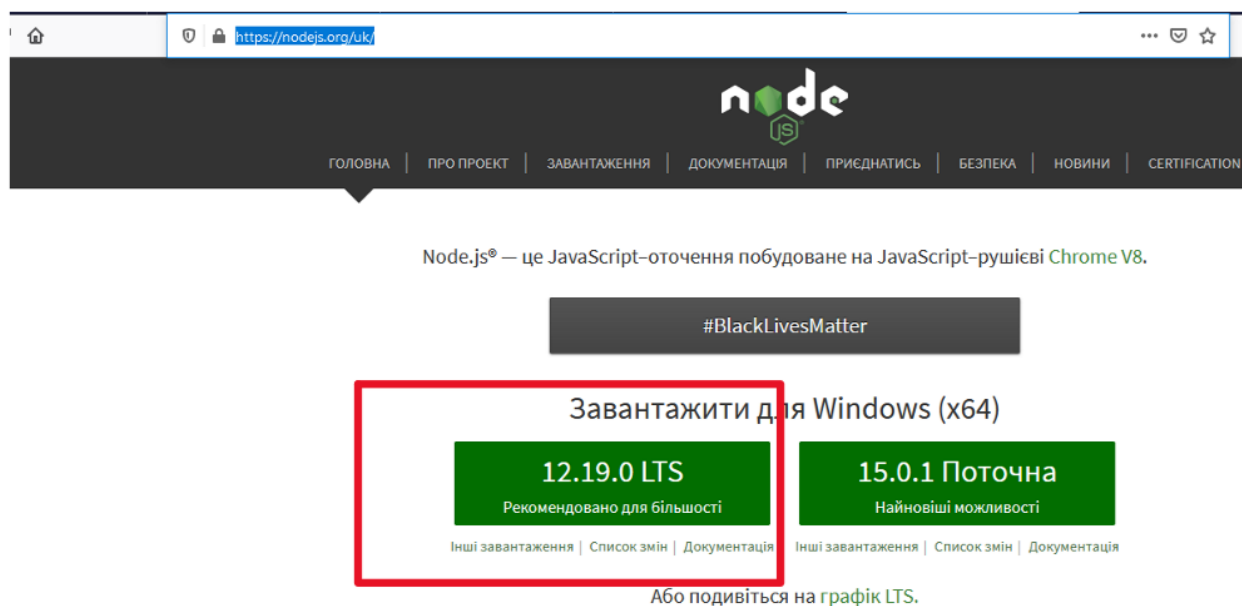 https://nodejs.org/uk/
node
JS
ГОЛОВНА | ПРО ПРОЕКТ | ЗАВАНТАЖЕННЯ | ДОКУМЕНТАЦІЯ | ПРИЄДНАТИСЬ | БЕЗПЕКА | НОВИНИ | CERTIFICATION
Node.js® — це JavaScript–оточення побудоване на JavaScript–рушієві Chrome V8.
#BlackLivesMatter
Завантажити для Windows (x64)
12.19.0 LTS
Рекомендовано для більшості
Інші завантаження | Список змін | Документація
15.0.1 Поточна
Найновіші можливості
Інші завантаження | Список змін | Документація
Або подивіться на графік LTS.